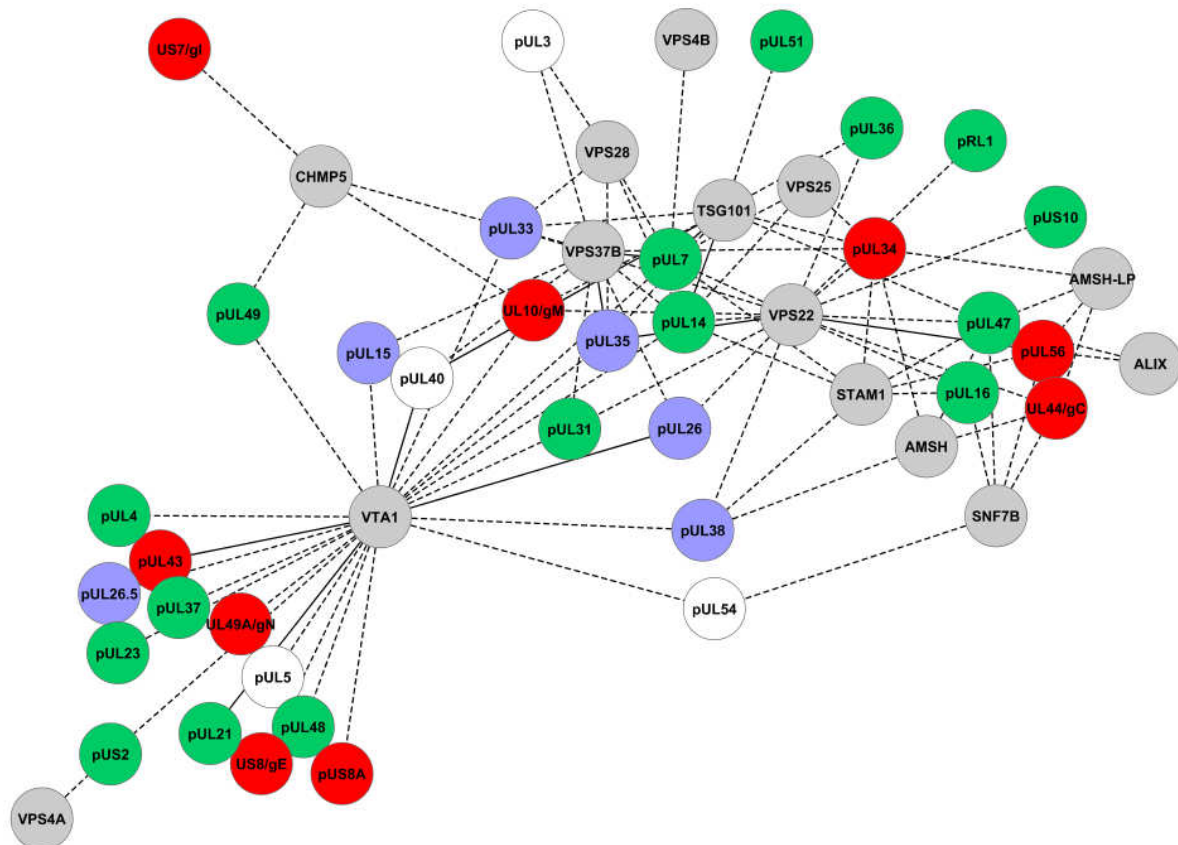 US7/gI
pUL3
VPS4B
pUL51
pUL36
pRL1
VPS28
CHMP5
VPS25
TSG101
pUS10
pUL33
VPS37B
pUL7
pUL34
AMSH-LP
pUL49
UL10/gM
pUL14
VPS22
pUL47
pUL35
pUL15
pUL56
ALIX
pUL40
STAM1
pUL16
UL44/gC
pUL31
pUL26
AMSH
pUL4
VTA1
pUL38
SNF7B
pUL43
pUL26.5
pUL37
pUL54
UL49A/gN
pUL23
pUL5
pUL21
pUL48
pUS2
US8/gE
pUS8A
VPS4A